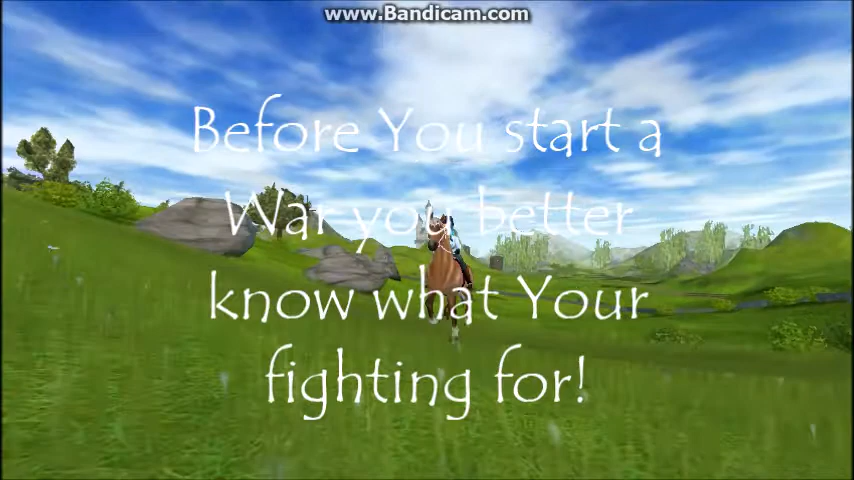 www.Bandicam.com
Before You start a
War you better
know what Your
fighting for!